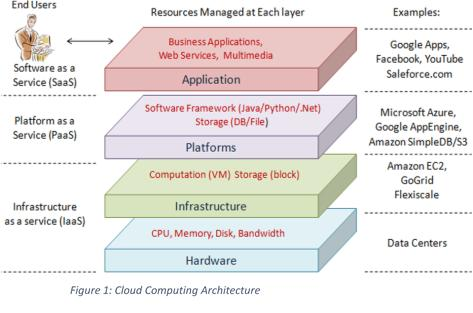 End Users
Resources Managed at Each layer
Examples:
Business Applications,
Web Services, Multimedia
Application
Software as a
Service (SaaS)
Google Apps,
Facebook, YouTube
Saleforce.com
Software Framework (Java/Python/.Net)
Storage (DB/File)
Platforms
Platform as a
Service (PaaS)
Microsoft Azure,
Google AppEngine,
Amazon SimpleDB/S3
Computation (VM) Storage (block)
Infrastructure
Infrastructure
as a service (IaaS)
Amazon EC2,
GoGrid
Flexiscale
CPU, Memory, Disk, Bandwidth
Hardware
Data Centers
Figure 1: Cloud Computing Architecture